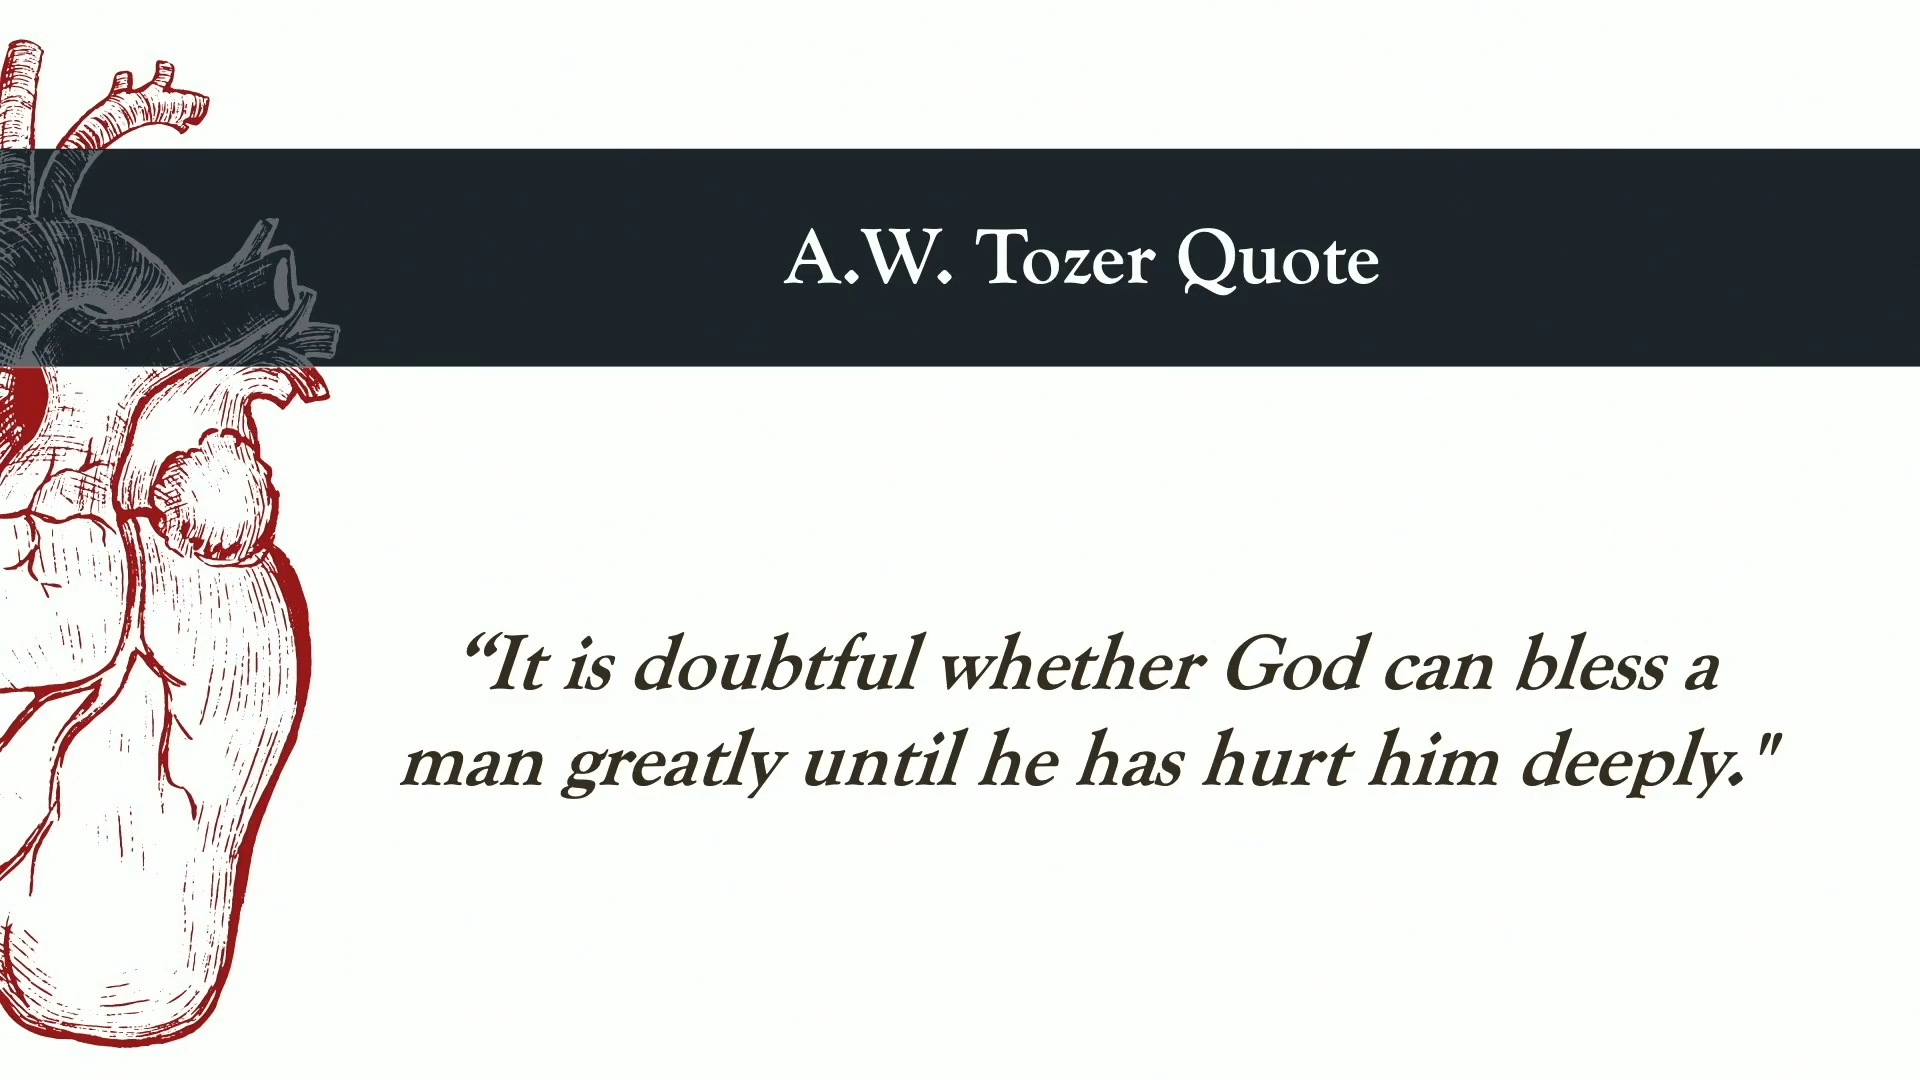 A.W. Tozer Quote
“It is doubtful whether God can bless a
man greatly until he has hurt him deeply."